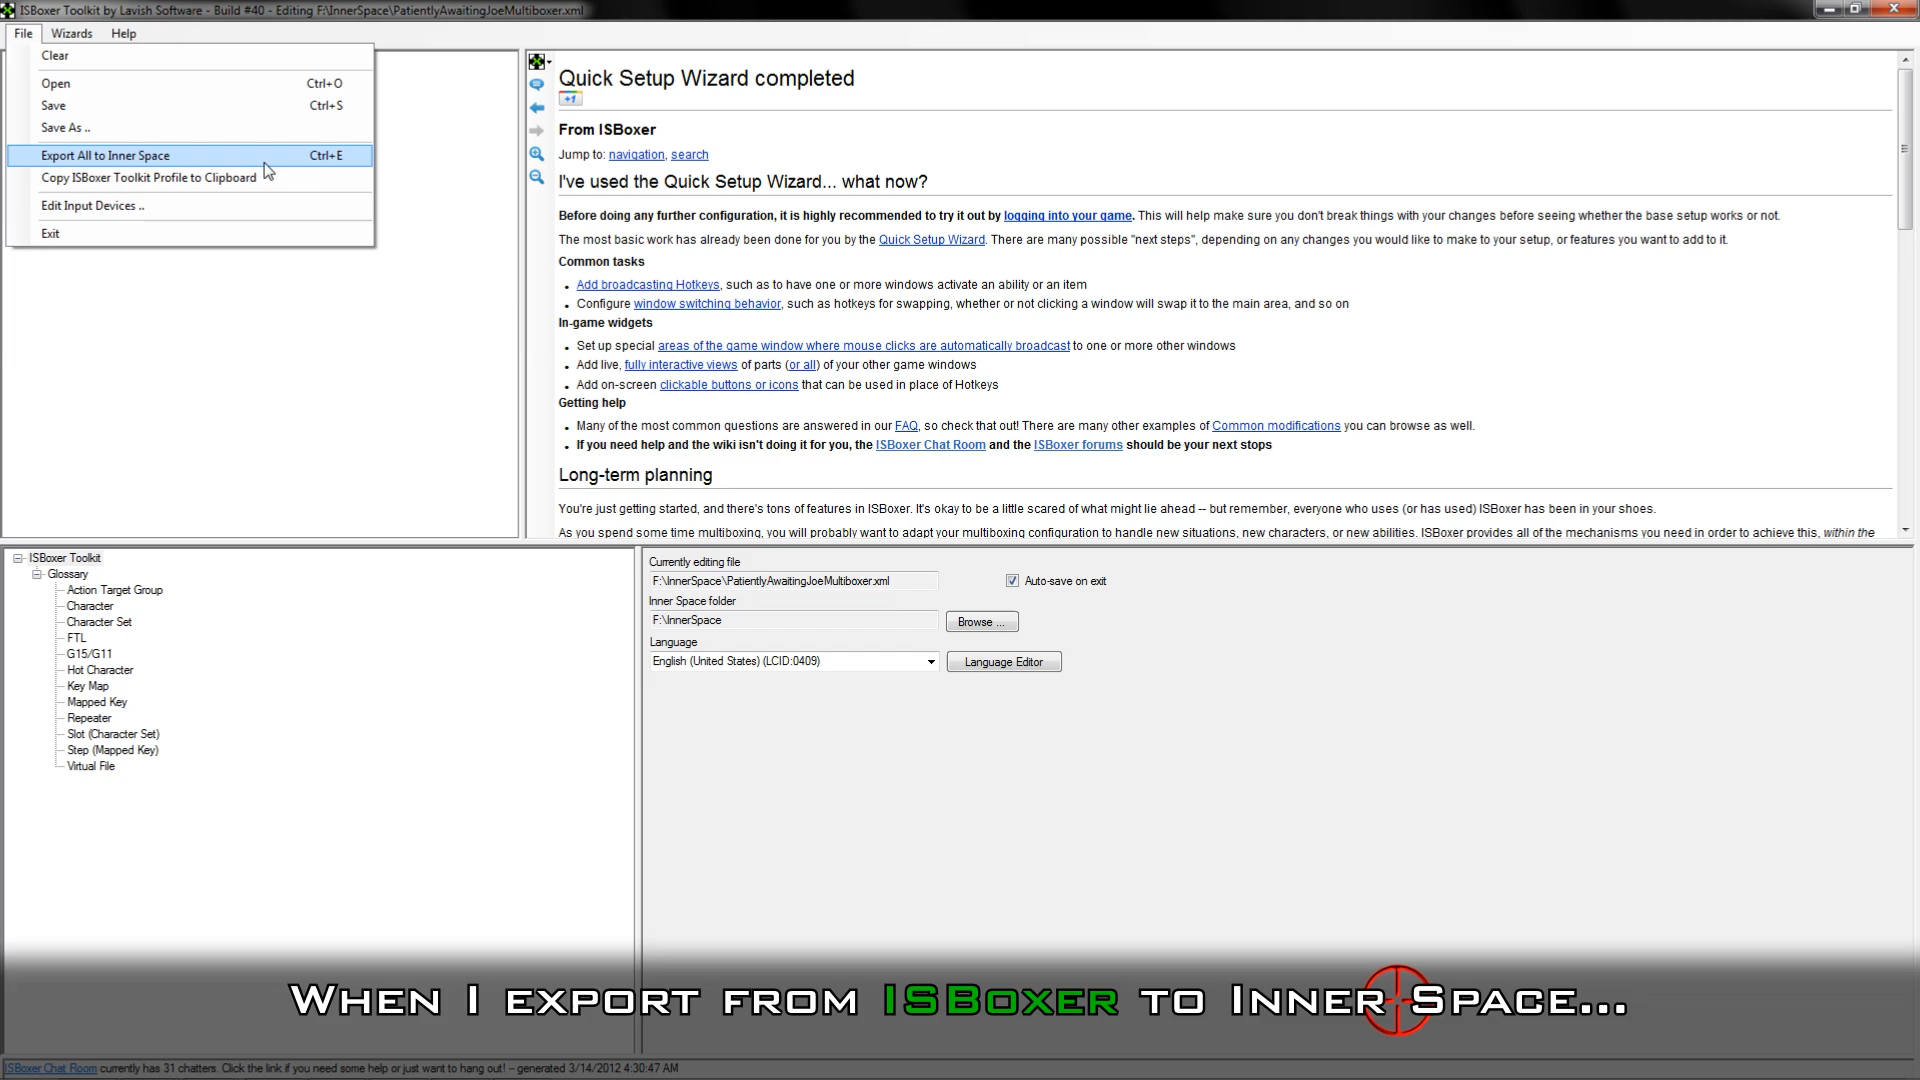 ISBoxer Toolkit by Lavish Software - Build #40 - Editing F:\InnerSpace\PatientlyAwaitingJoeMultiboxer.xml
File Wizards Help
Clear
Open Ctrl+O
Save Ctrl+S
Save As ..
Export All to Inner Space Ctrl+E
Copy ISBoxer Toolkit Profile to Clipboard
Edit Input Devices ..
Exit
Quick Setup Wizard completed
+1
From ISBoxer
Jump to: navigation, search
I've used the Quick Setup Wizard... what now?
Before doing any further configuration, it is highly recommended to try it out by logging into your game. This will help make sure you don't break things with your changes before seeing whether the base setup works or not.
The most basic work has already been done for you by the Quick Setup Wizard. There are many possible "next steps", depending on any changes you would like to make to your setup, or features you want to add to it.
Common tasks
Add broadcasting Hotkeys, such as to have one or more windows activate an ability or an item
Configure window switching behavior, such as hotkeys for swapping, whether or not clicking a window will swap it to the main area, and so on
In-game widgets
Set up special areas of the game window where mouse clicks are automatically broadcast to one or more other windows
Add live, fully interactive views of parts (or all) of your other game windows
Add on-screen clickable buttons or icons that can be used in place of Hotkeys
Getting help
Many of the most common questions are answered in our FAQ, so check that out! There are many other examples of Common modifications you can browse as well.
If you need help and the wiki isn't doing it for you, the ISBoxer Chat Room and the ISBoxer forums should be your next stops
Long-term planning
You're just getting started, and there's tons of features in ISBoxer. It's okay to be a little scared of what might lie ahead -- but remember, everyone who uses (or has used) ISBoxer has been in your shoes.
As you spend some time multiboxing, you will probably want to adapt your multiboxing configuration to handle new situations, new characters, or new abilities. ISBoxer provides all of the mechanisms you need in order to achieve this, within the
ISBoxer Toolkit
Glossary
Action Target Group
Character
Character Set
FTL
G15/G11
Hot Character
Key Map
Mapped Key
Repeater
Slot (Character Set)
Step (Mapped Key)
Virtual File
Currently editing file
F:\InnerSpace\PatientlyAwaitingJoeMultiboxer.xml
Auto-save on exit
Inner Space folder
F:\InnerSpace
Browse ...
Language
English (United States) (LCID:0409)
Language Editor
When I export from ISBoxer to Inner Space...
ISBoxer Chat Room currently has 31 chatters. Click the link if you need some help or just want to hang out! -- generated 3/14/2012 4:30:47 AM